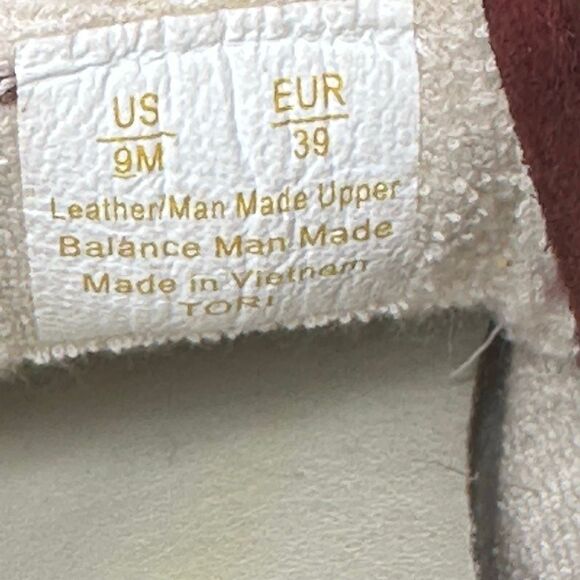 US EUR
9M 39
Leather/Man Made Upper
Balance Man Made
Made in Vietnam
TORI